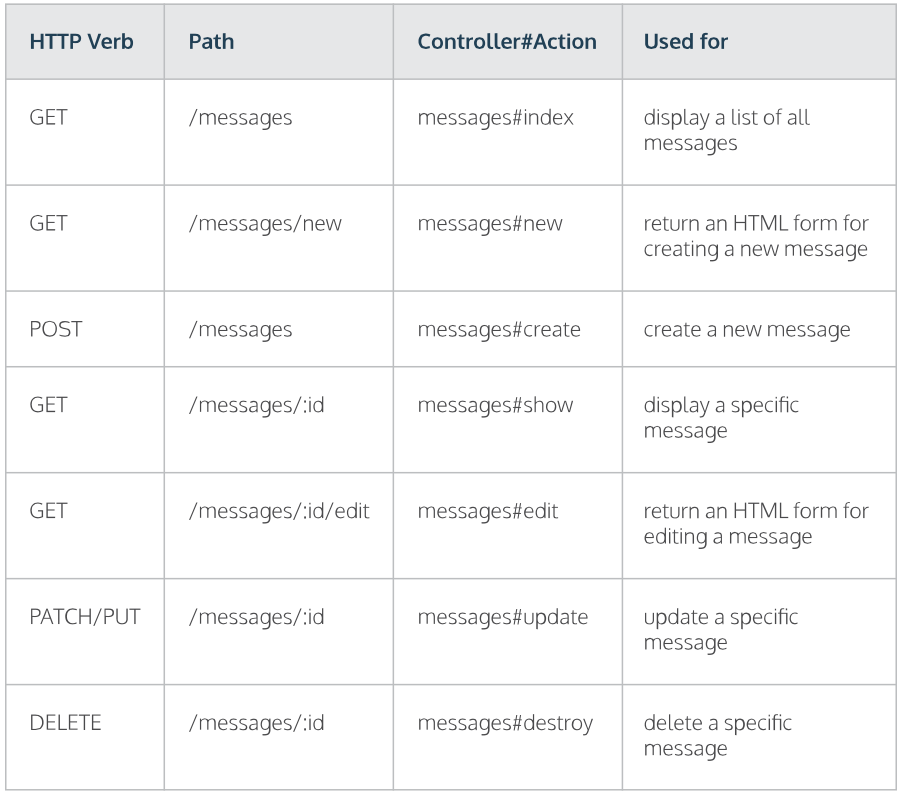 HTTP Verb Path Controller#Action Used for
GET /messages messages#index display a list of all
messages
GET /messages/new messages#new return an HTML form for
creating a new message
POST /messages messages#create create a new message
GET /messages/:id messages#show display a specific
message
GET /messages/:id/edit messages#edit return an HTML form for
editing a message
PATCH/PUT /messages/:id messages#update update a specific
message
DELETE /messages/:id messages#destroy delete a specific
message